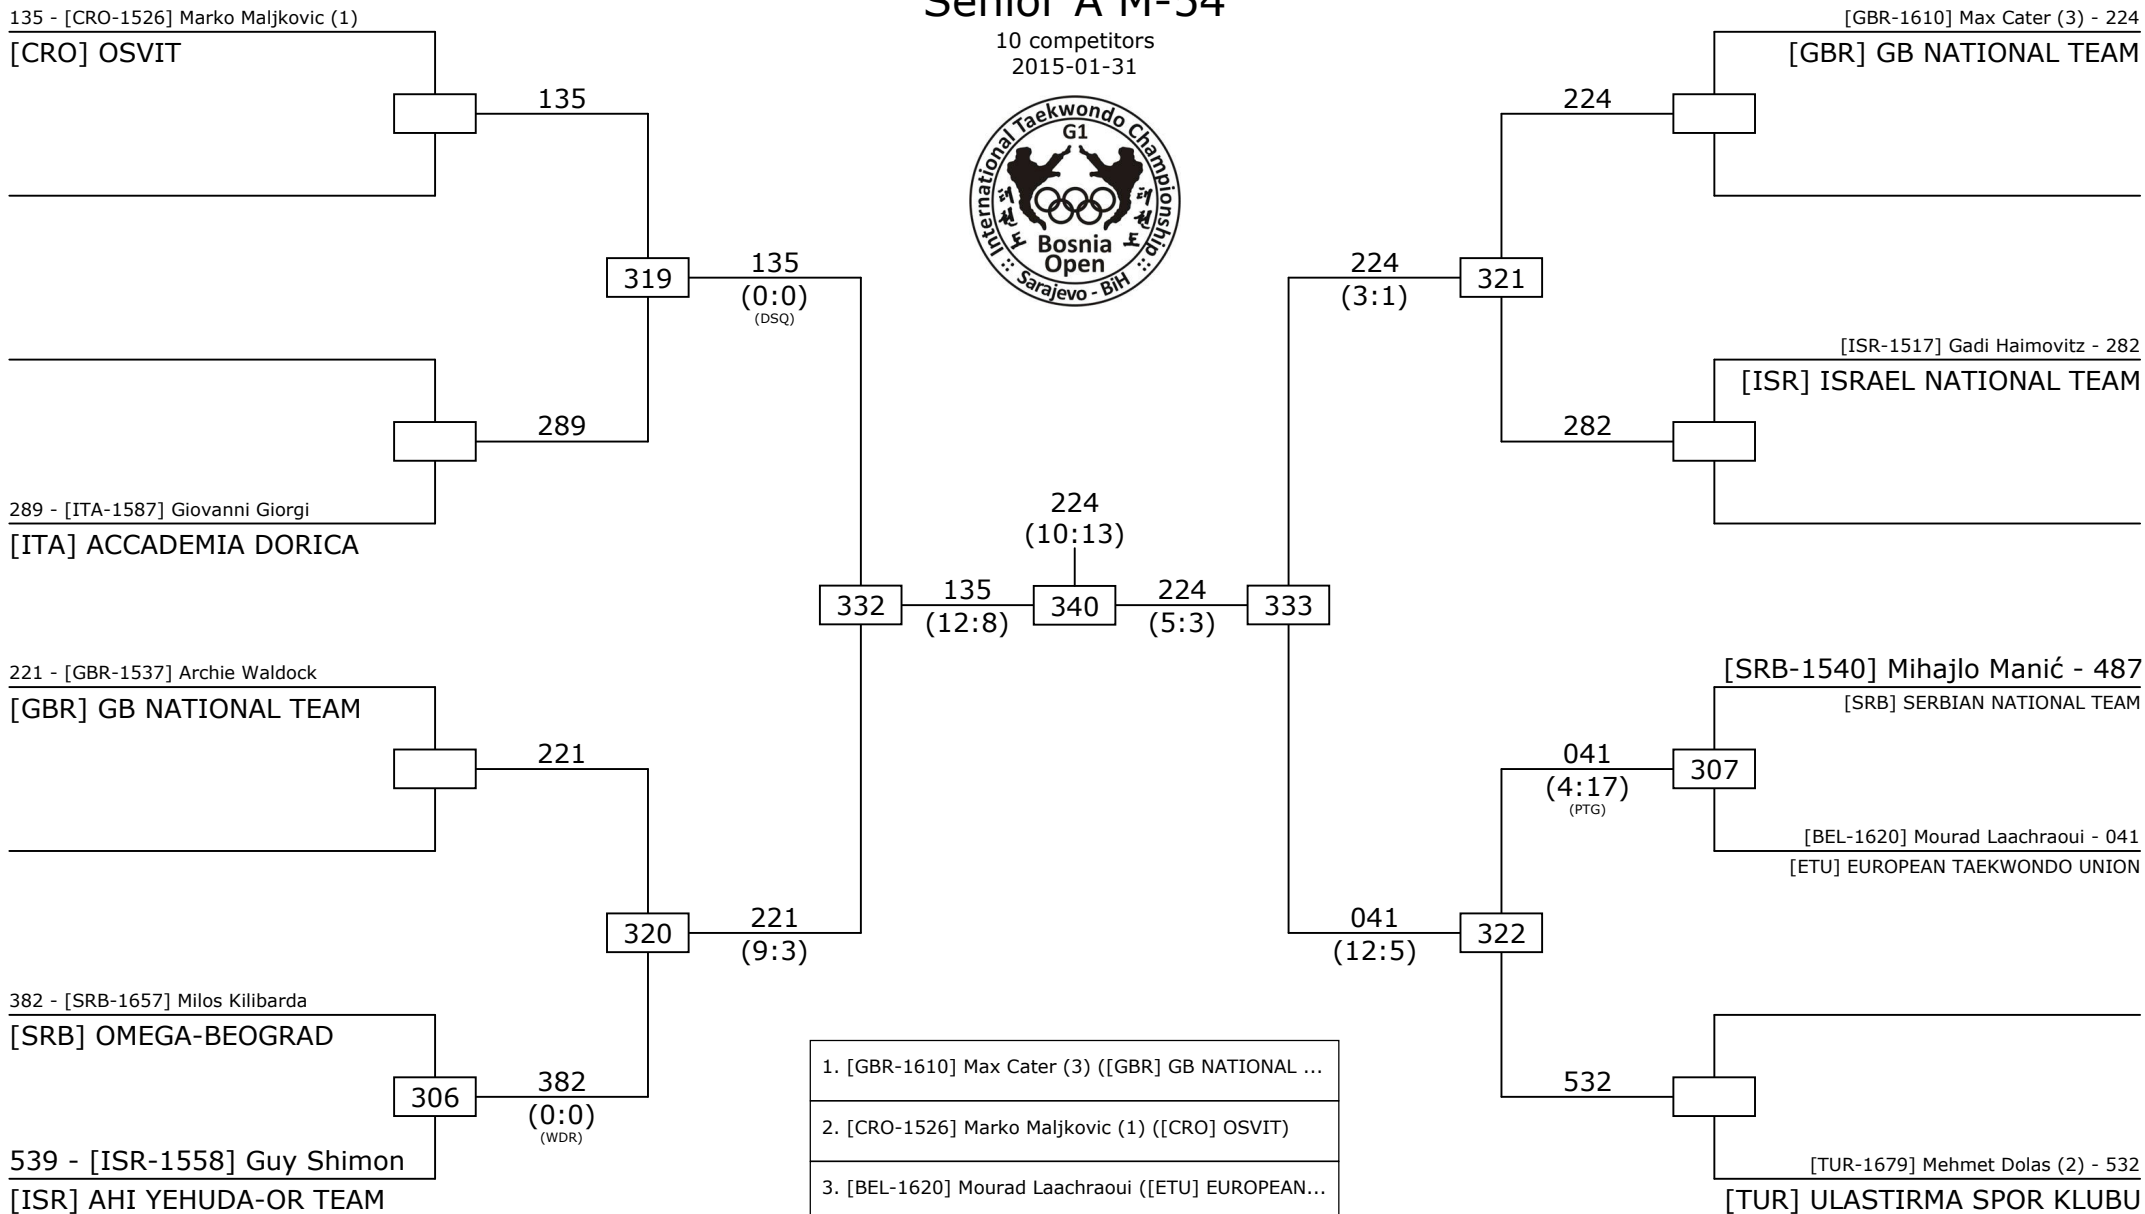 Senior A M-54
10 competitors
2015-01-31
International Taekwondo Championship
G1
Bosnia
Open
:: Sarajevo - BiH ::
135 - [CRO-1526] Marko Maljkovic (1)
[CRO] OSVIT
135
289
289 - [ITA-1587] Giovanni Giorgi
[ITA] ACCADEMIA DORICA
319
135
(0:0)
(DSQ)
221 - [GBR-1537] Archie Waldock
[GBR] GB NATIONAL TEAM
221
382 - [SRB-1657] Milos Kilibarda
[SRB] OMEGA-BEOGRAD
306
382
(0:0)
(WDR)
539 - [ISR-1558] Guy Shimon
[ISR] AHI YEHUDA-OR TEAM
320
221
(9:3)
332
135
(12:8)
224
(10:13)
340
224
(5:3)
333
[GBR-1610] Max Cater (3) - 224
[GBR] GB NATIONAL TEAM
224
224
(3:1)
321
[ISR-1517] Gadi Haimovitz - 282
[ISR] ISRAEL NATIONAL TEAM
282
[SRB-1540] Mihajlo Manić - 487
[SRB] SERBIAN NATIONAL TEAM
041
(4:17)
(PTG)
307
[BEL-1620] Mourad Laachraoui - 041
[ETU] EUROPEAN TAEKWONDO UNION
041
(12:5)
322
532
[TUR-1679] Mehmet Dolas (2) - 532
[TUR] ULASTIRMA SPOR KLUBU
1. [GBR-1610] Max Cater (3) ([GBR] GB NATIONAL ...
2. [CRO-1526] Marko Maljkovic (1) ([CRO] OSVIT)
3. [BEL-1620] Mourad Laachraoui ([ETU] EUROPEAN...